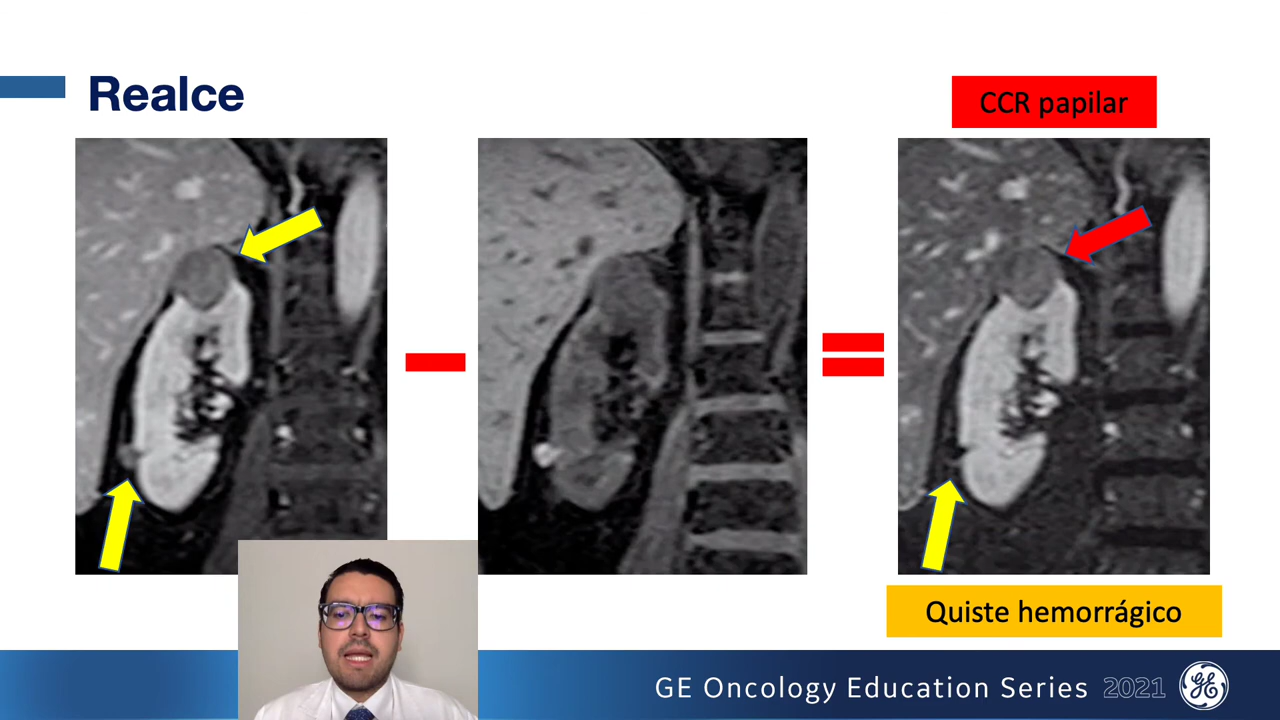 Realce
CCR papilar
Quiste hemorrágico
GE Oncology Education Series 2021